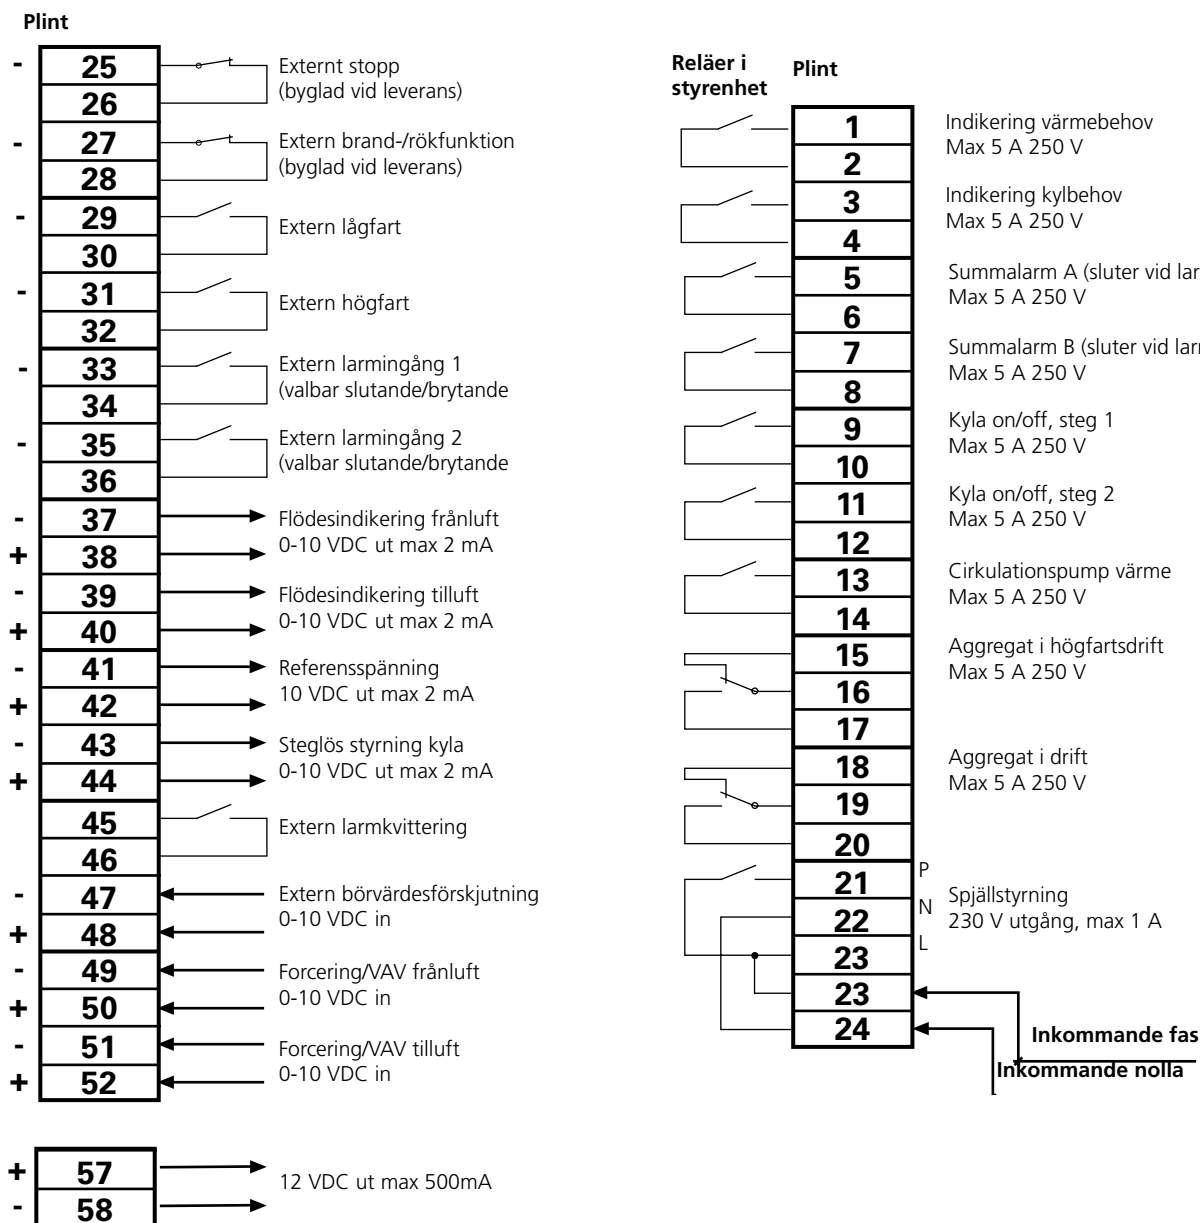 Plint
- 25 Externt stopp
26 (byglad vid leverans)
- 27 Extern brand-/rökfunktion
28 (byglad vid leverans)
- 29 Extern lågfart
30
- 31 Extern högfart
32
- 33 Extern larmingång 1
34 (valbar slutande/brytande
- 35 Extern larmingång 2
36 (valbar slutande/brytande
- 37 Flödesindikering frånluft
+ 38 0-10 VDC ut max 2 mA
- 39 Flödesindikering tilluft
+ 40 0-10 VDC ut max 2 mA
- 41 Referensspänning
+ 42 10 VDC ut max 2 mA
- 43 Steglös styrning kyla
+ 44 0-10 VDC ut max 2 mA
45 Extern larmkvittering
46
- 47 Extern börvärdesförskjutning
+ 48 0-10 VDC in
- 49 Forcering/VAV frånluft
+ 50 0-10 VDC in
- 51 Forcering/VAV tilluft
+ 52 0-10 VDC in
+ 57 12 VDC ut max 500mA
- 58
Reläer i
styrenhet
Plint
1 Indikering värmebehov
2 Max 5 A 250 V
3 Indikering kylbehov
4 Max 5 A 250 V
5 Summalarm A (sluter vid lar
6 Max 5 A 250 V
7 Summalarm B (sluter vid lar
8 Max 5 A 250 V
9 Kyla on/off, steg 1
10 Max 5 A 250 V
11 Kyla on/off, steg 2
12 Max 5 A 250 V
13 Cirkulationspump värme
14 Max 5 A 250 V
15 Aggregat i högfartsdrift
16 Max 5 A 250 V
17
18 Aggregat i drift
19 Max 5 A 250 V
20
21 P Spjällstyrning
22 N 230 V utgång, max 1 A
23 L
23
24
Inkommande fas
Inkommande nolla